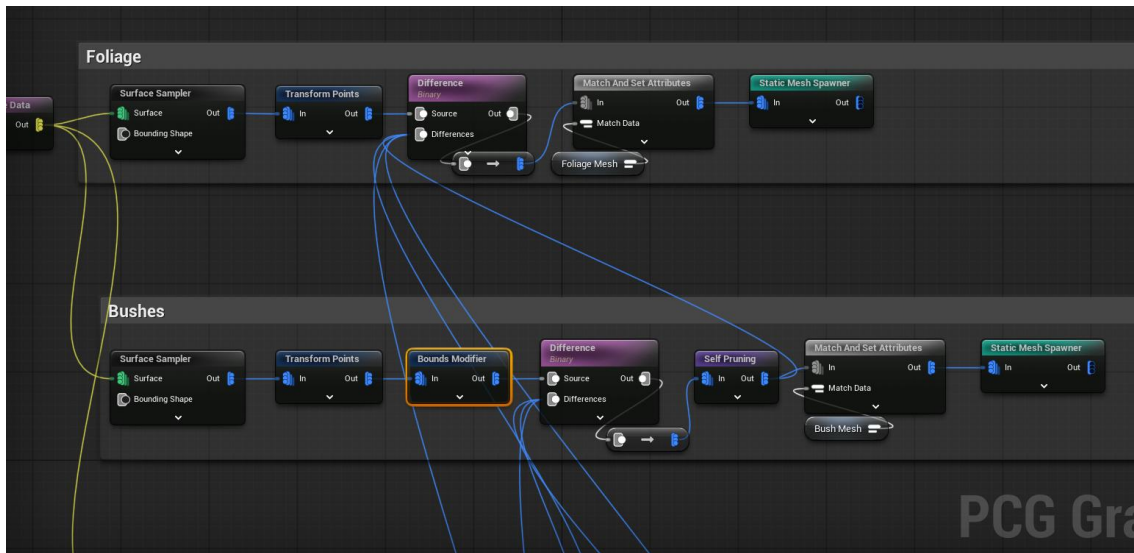 Foliage
Data
Out
Surface Sampler
Surface
Out
Bounding Shape
Transform Points
In
Out
Difference
Binary
Source
Out
Differences
Match And Set Attributes
In
Out
Match Data
Foliage Mesh
Static Mesh Spawner
In
Out
Bushes
Surface Sampler
Surface
Out
Bounding Shape
Transform Points
In
Out
Bounds Modifier
In
Out
Difference
Binary
Source
Out
Differences
Self Pruning
In
Out
Match And Set Attributes
In
Out
Match Data
Bush Mesh
Static Mesh Spawner
In
Out
PCG Gra